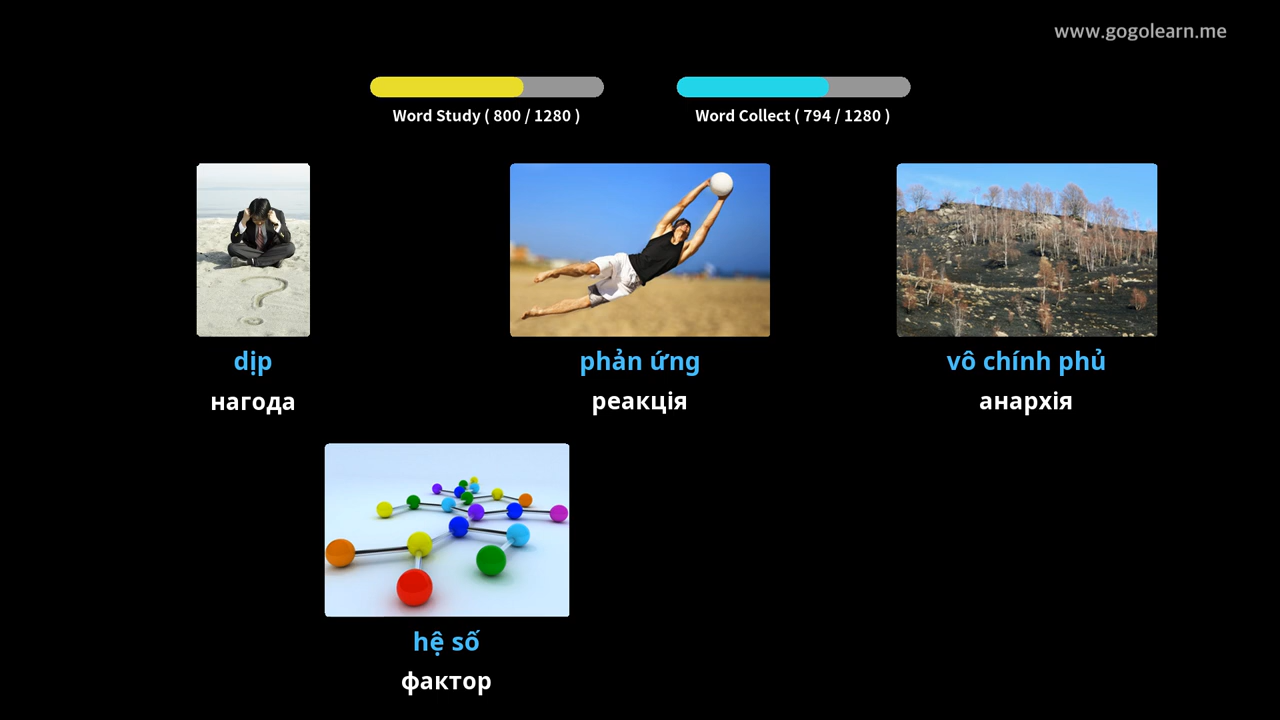 www.gogolearn.me
Word Study ( 800 / 1280 )
Word Collect ( 794 / 1280 )
dịp
phản ứng
vô chính phủ
нагода
реакція
анархія
hệ số
фактор